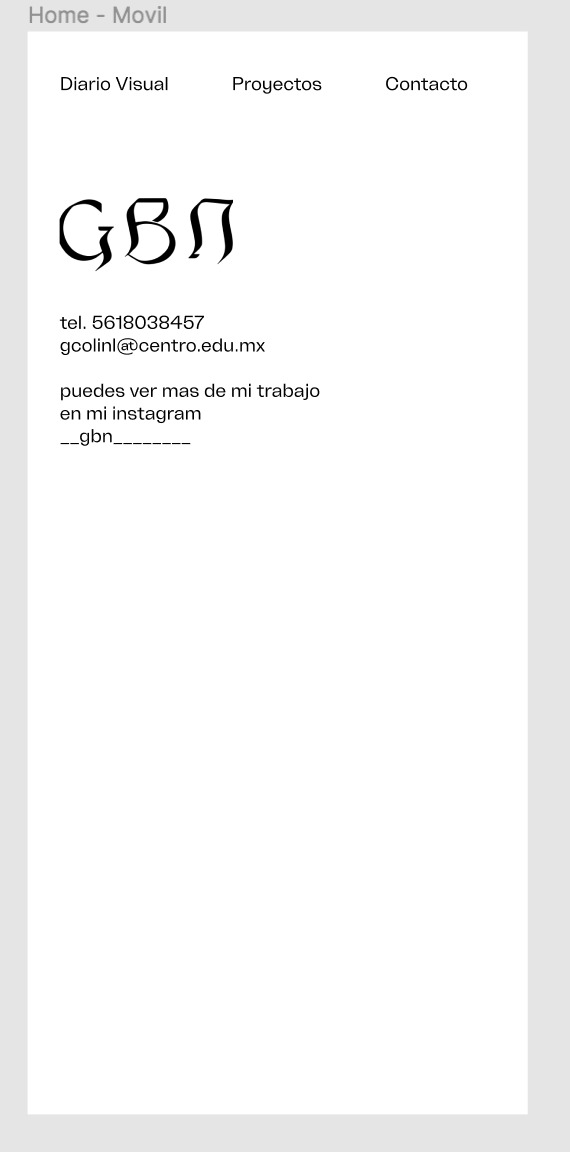 Home - Movil
Diario Visual Proyectos Contacto
GBN
tel. 5618038457
gcolinl@centro.edu.mx
puedes ver mas de mi trabajo
en mi instagram
__gbn________